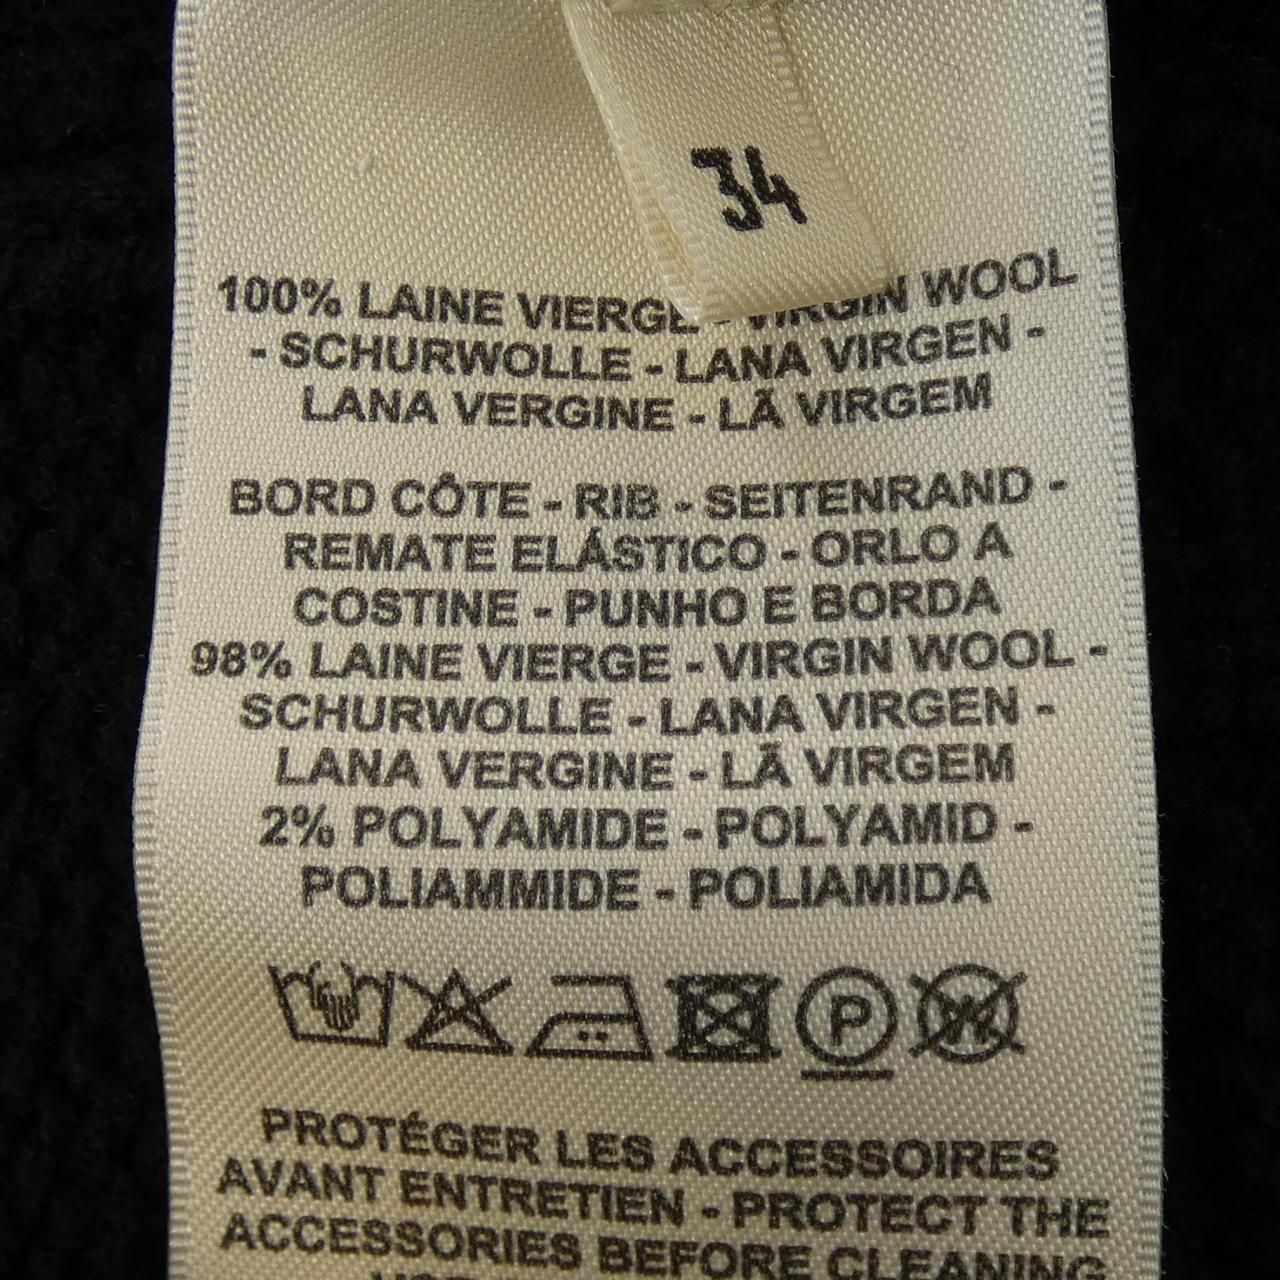 34
100% LAINE VIERGE - VIRGIN WOOL
- SCHURWOLLE - LANA VIRGEN -
LANA VERGINE - LÃ VIRGEM
BORD CÔTE - RIB - SEITENRAND -
REMATE ELÁSTICO - ORLO A
COSTINE - PUNHO E BORDA
98% LAINE VIERGE - VIRGIN WOOL -
SCHURWOLLE - LANA VIRGEN -
LANA VERGINE - LÃ VIRGEM
2% POLYAMIDE - POLYAMID -
POLIAMMIDE - POLIAMIDA
P W
PROTÉGER LES ACCESSOIRES
AVANT ENTRETIEN - PROTECT THE
ACCESSORIES BEFORE CLEANING